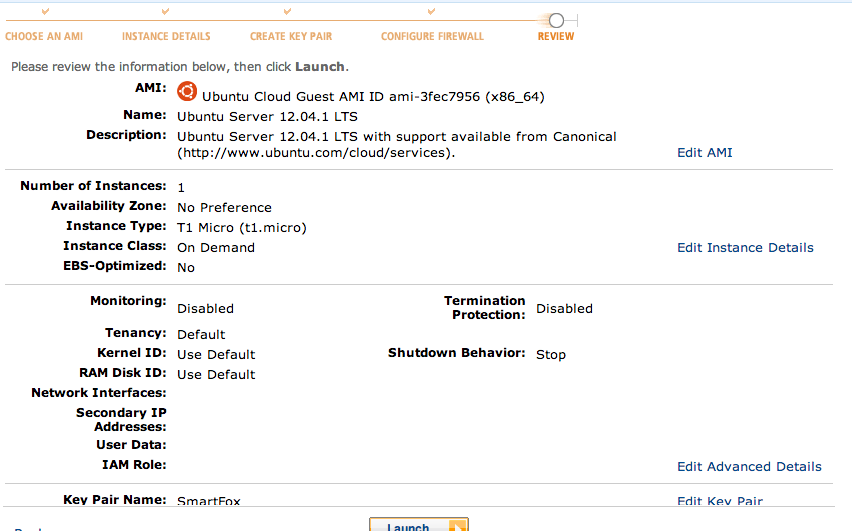 CHOOSE AN AMI INSTANCE DETAILS CREATE KEY PAIR CONFIGURE FIREWALL REVIEW
Please review the information below, then click Launch.
AMI: Ubuntu Cloud Guest AMI ID ami-3fec7956 (x86_64)
Name: Ubuntu Server 12.04.1 LTS
Description: Ubuntu Server 12.04.1 LTS with support available from Canonical
(http://www.ubuntu.com/cloud/services). Edit AMI
Number of Instances: 1
Availability Zone: No Preference
Instance Type: T1 Micro (t1.micro)
Instance Class: On Demand Edit Instance Details
EBS-Optimized: No
Monitoring: Disabled Termination
Protection: Disabled
Tenancy: Default
Kernel ID: Use Default Shutdown Behavior: Stop
RAM Disk ID: Use Default
Network Interfaces:
Secondary IP
Addresses:
User Data:
IAM Role: Edit Advanced Details
Key Pair Name: SmartFox Edit Key Pair
Launch